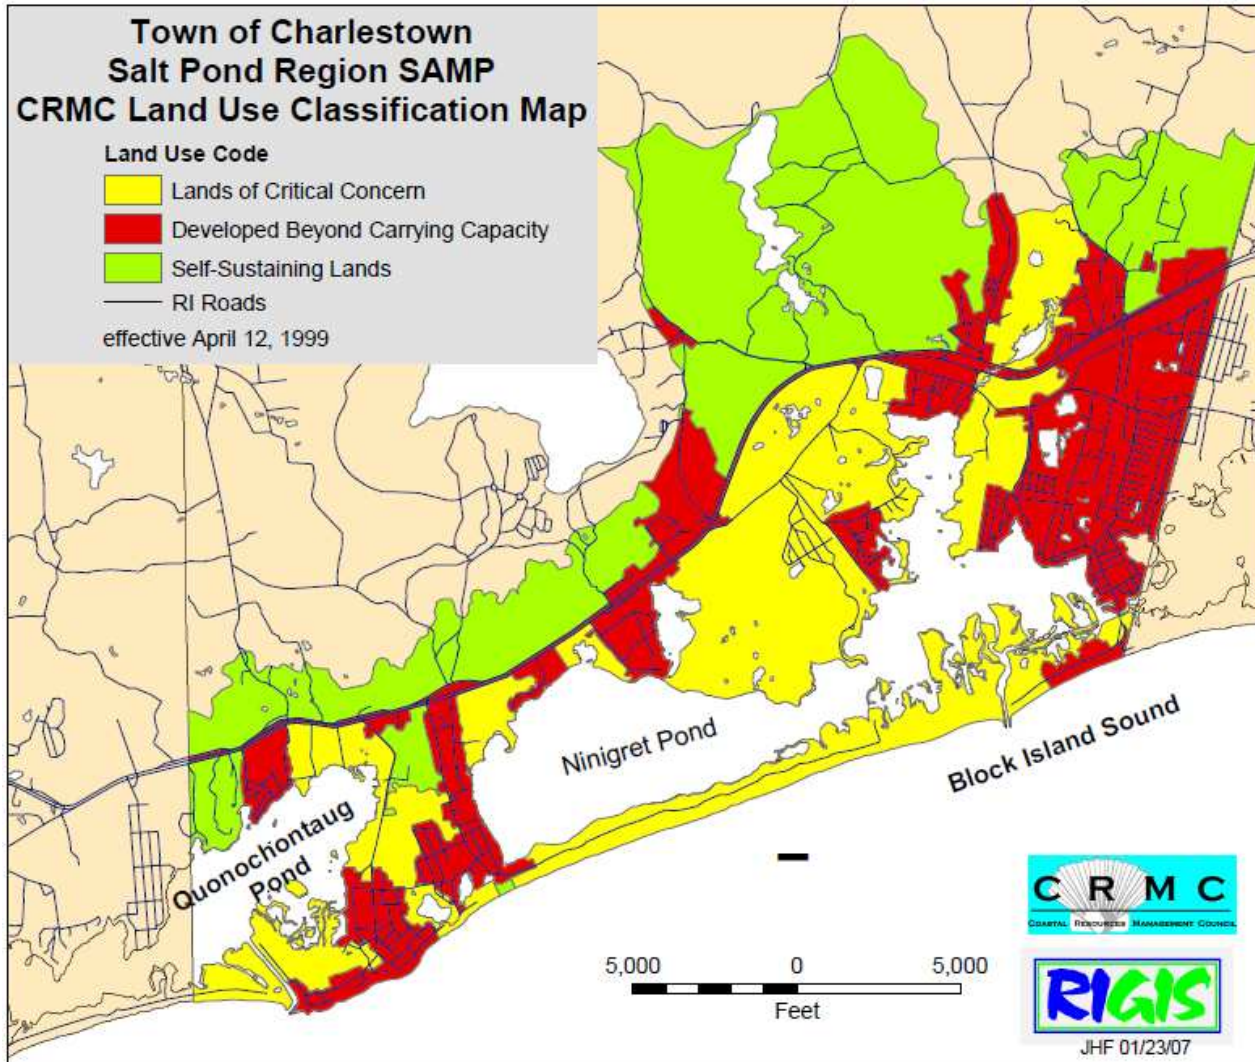 Town of Charlestown
Salt Pond Region SAMP
CRMC Land Use Classification Map
Land Use Code
Lands of Critical Concern
Developed Beyond Carrying Capacity
Self-Sustaining Lands
RI Roads
effective April 12, 1999
Ninigret Pond
Block Island Sound
Quonochontaug
Pond
CRMC
COASTAL RESOURCES MANAGEMENT COUNCIL
5,000 0 5,000
Feet
RIGIS
JHF 01/23/07